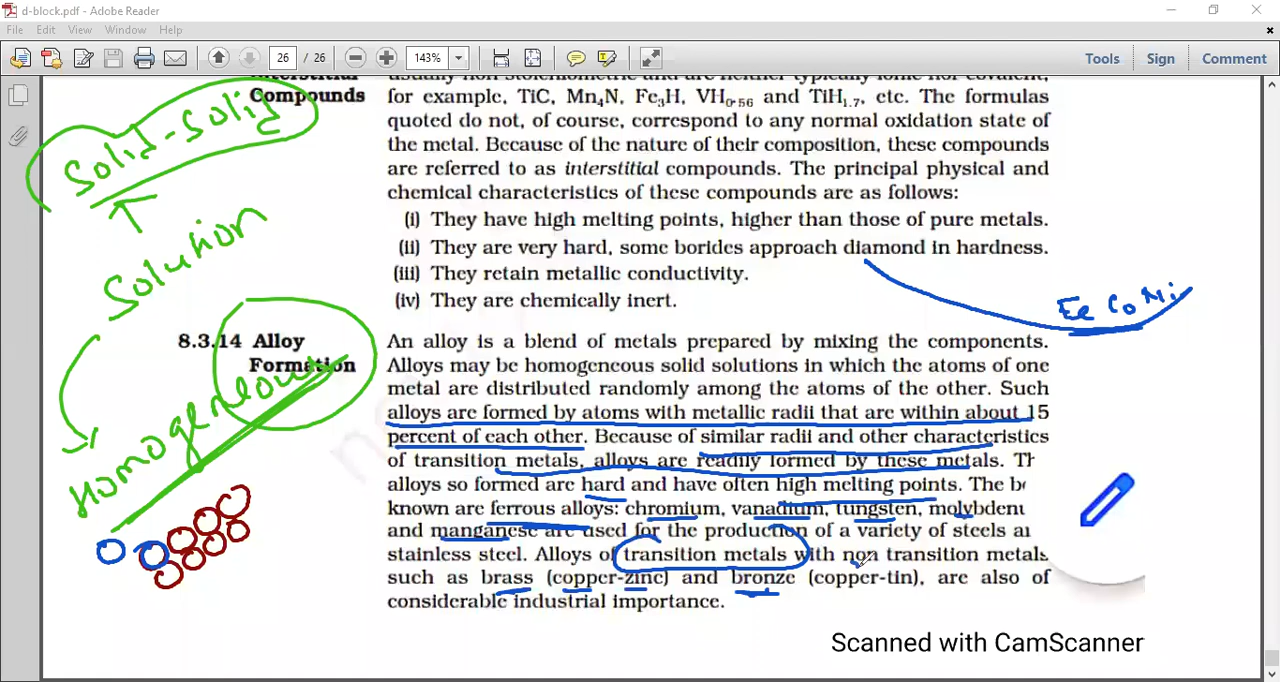 d-block.pdf - Adobe Reader
File Edit View Window Help
26 / 26
143%
Tools Sign Comment
Compounds
for example, TiC, Mn4N, Fe3H, VH0.56 and TiH1.7, etc. The formulas
quoted do not, of course, correspond to any normal oxidation state of
the metal. Because of the nature of their composition, these compounds
are referred to as interstitial compounds. The principal physical and
chemical characteristics of these compounds are as follows:
(i) They have high melting points, higher than those of pure metals.
(ii) They are very hard, some borides approach diamond in hardness.
(iii) They retain metallic conductivity.
(iv) They are chemically inert.
Solid-Solid
Solution
Homogeneous
Fe Co Ni
8.3.14 Alloy
Formation
An alloy is a blend of metals prepared by mixing the components.
Alloys may be homogeneous solid solutions in which the atoms of one
metal are distributed randomly among the atoms of the other. Such
alloys are formed by atoms with metallic radii that are within about 15
percent of each other. Because of similar radii and other characteristics
of transition metals, alloys are readily formed by these metals. Th
alloys so formed are hard and have often high melting points. The be
known are ferrous alloys: chromium, vanadium, tungsten, molybdent
and manganese are used for the production of a variety of steels an
stainless steel. Alloys of transition metals with non transition metals
such as brass (copper-zinc) and bronze (copper-tin), are also of
considerable industrial importance.
Scanned with CamScanner